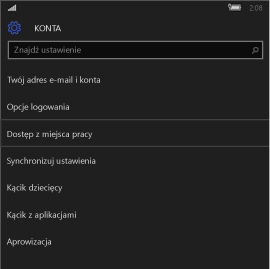 2:08
KONTA
Znajdź ustawienie
Twój adres e-mail i konta
Opcje logowania
Dostęp z miejsca pracy
Synchronizuj ustawienia
Kącik dziecięcy
Kącik z aplikacjami
Aprowizacja